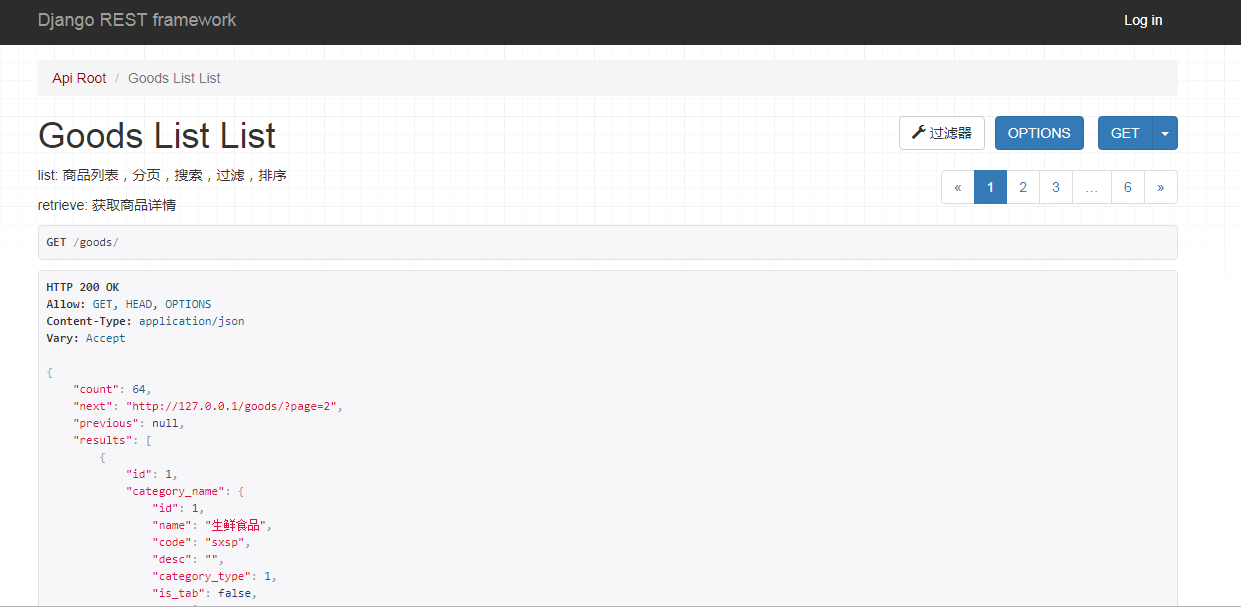 Django REST framework
Log in
Api Root / Goods List List
Goods List List
过滤器
OPTIONS
GET
list: 商品列表，分页，搜索，过滤，排序
« 1 2 3 … 6 »
retrieve: 获取商品详情
GET /goods/
HTTP 200 OK
Allow: GET, HEAD, OPTIONS
Content-Type: application/json
Vary: Accept
{
"count": 64,
"next": "http://127.0.0.1/goods/?page=2",
"previous": null,
"results": [
{
"id": 1,
"category_name": {
"id": 1,
"name": "生鲜食品",
"code": "sxsp",
"desc": "",
"category_type": 1,
"is_tab": false,